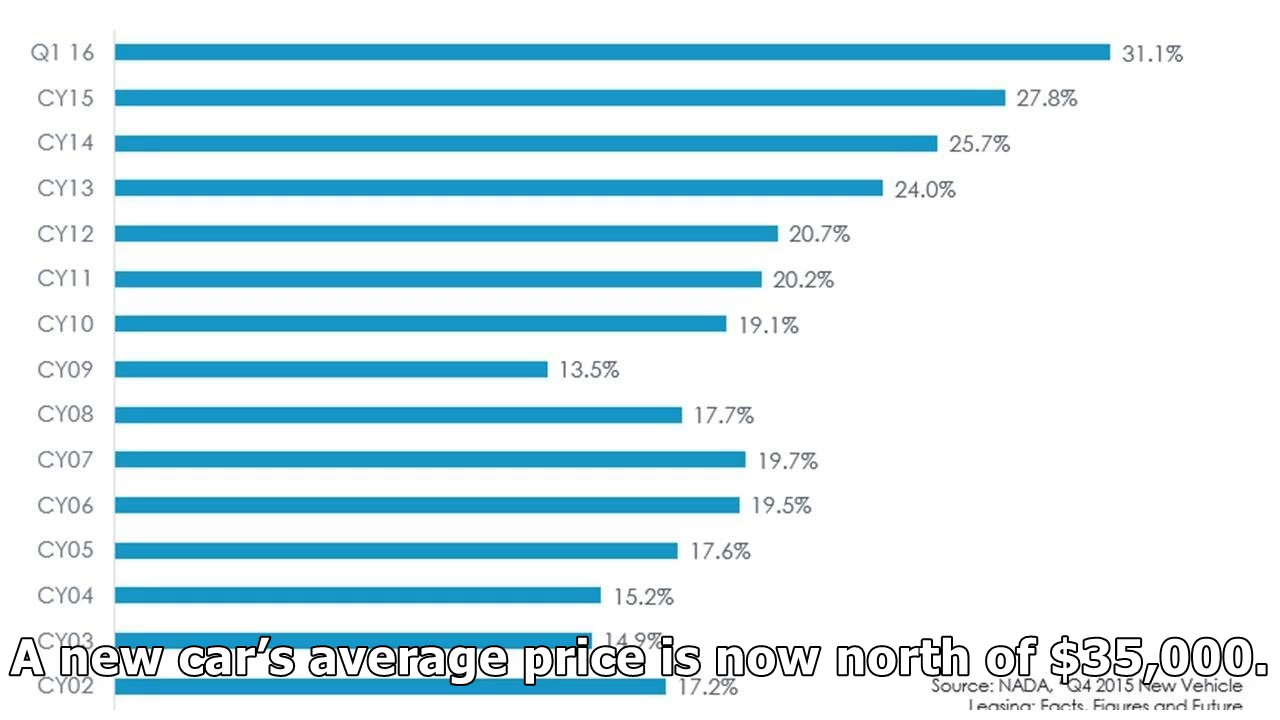 Q1 16 31.1%
CY15 27.8%
CY14 25.7%
CY13 24.0%
CY12 20.7%
CY11 20.2%
CY10 19.1%
CY09 13.5%
CY08 17.7%
CY07 19.7%
CY06 19.5%
CY05 17.6%
CY04 15.2%
CY03 14.9%
A new car’s average price is now north of $35,000.
CY02 17.2%
Source: NADA, Q4 2015 New Vehicle
Leasing: Facts, Figures and Future